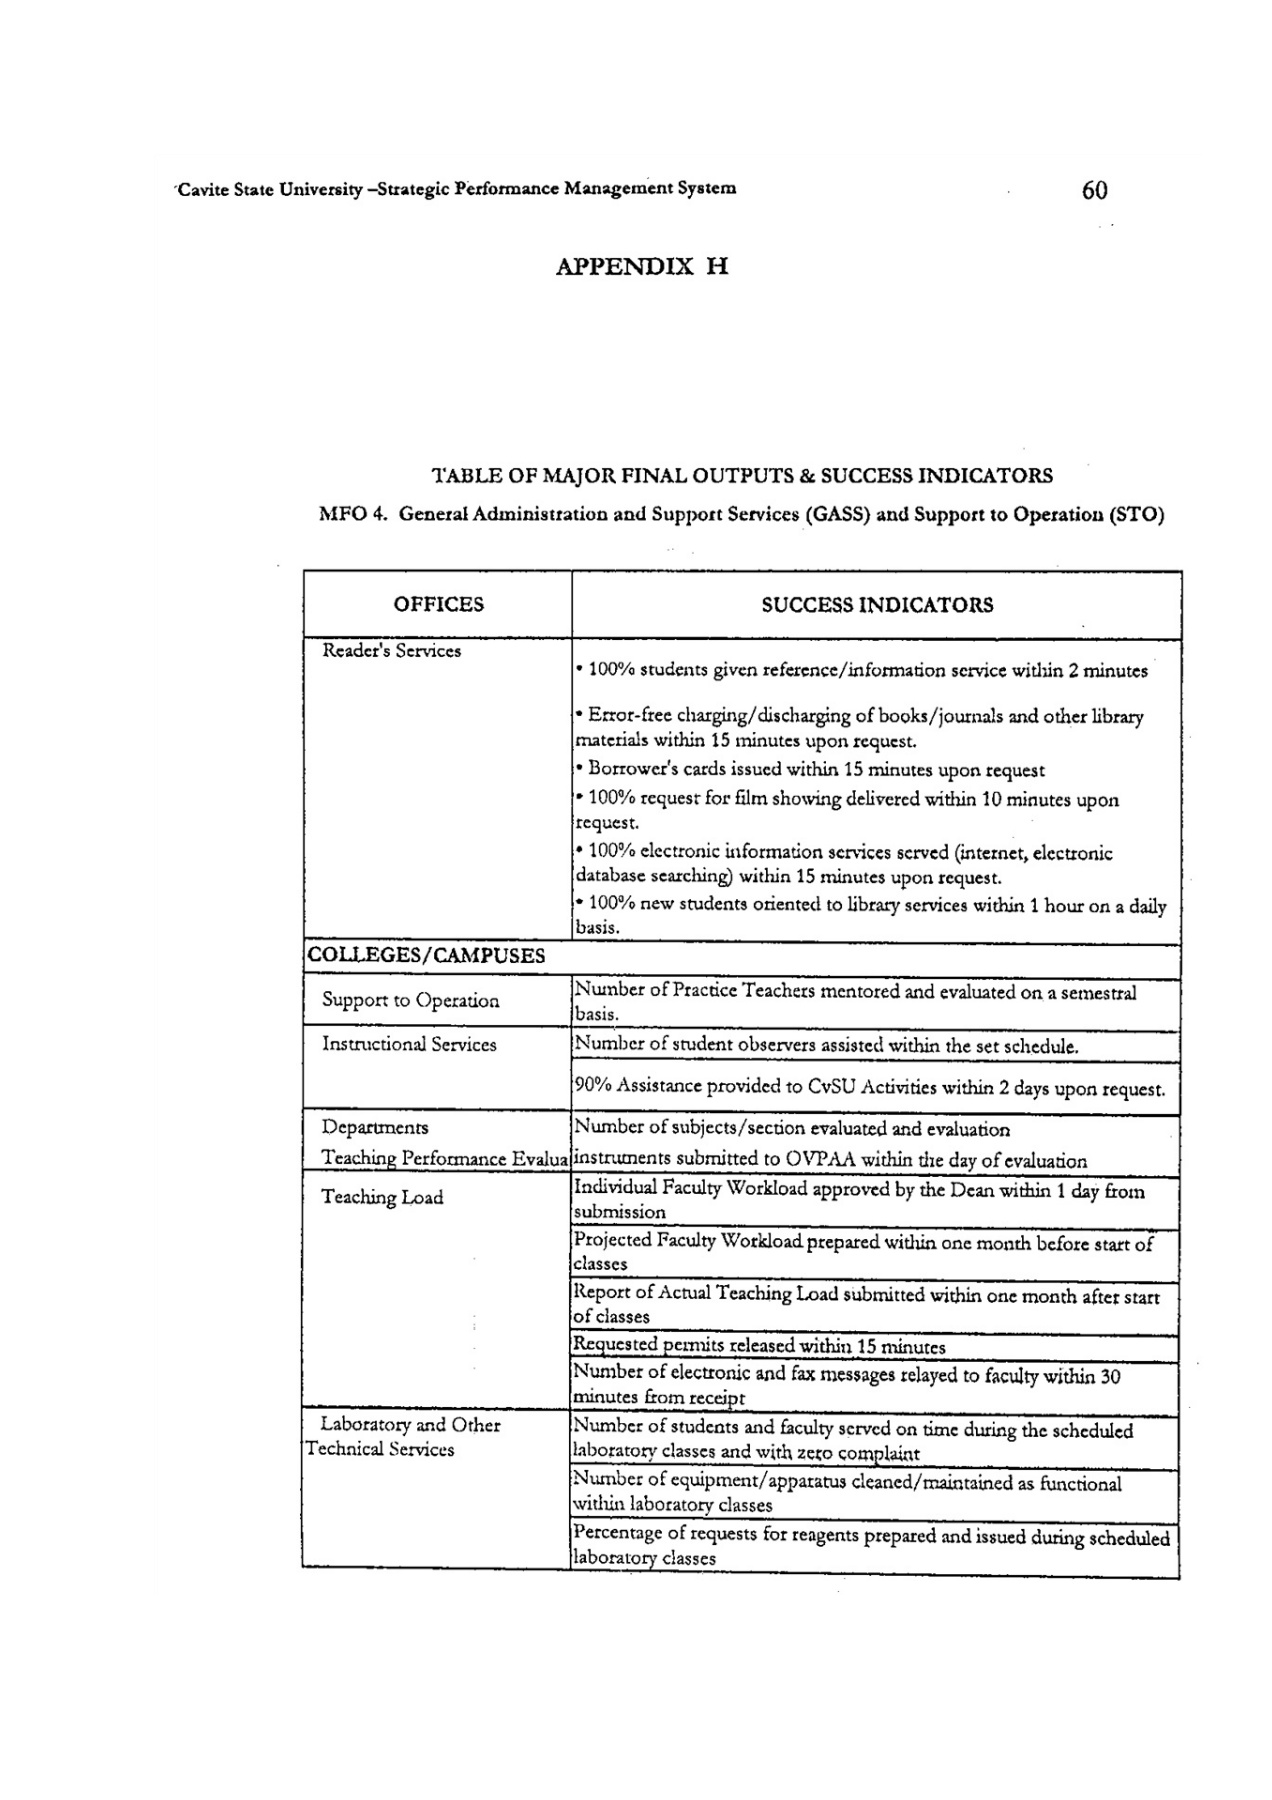 Cavite State University –Strategic Performance Management System 60
APPENDIX H
TABLE OF MAJOR FINAL OUTPUTS & SUCCESS INDICATORS
MFO 4. General Administration and Support Services (GASS) and Support to Operation (STO)
OFFICES SUCCESS INDICATORS
Reader's Services
• 100% students given reference/information service within 2 minutes
• Error-free charging/discharging of books/journals and other library
materials within 15 minutes upon request.
• Borrower's cards issued within 15 minutes upon request
• 100% request for film showing delivered within 10 minutes upon
request.
• 100% electronic information services served (internet, electronic
database searching) within 15 minutes upon request.
• 100% new students oriented to library services within 1 hour on a daily
basis.
COLLEGES/CAMPUSES
Support to Operation
Number of Practice Teachers mentored and evaluated on a semestral
basis.
Instructional Services
Number of student observers assisted within the set schedule.
90% Assistance provided to CvSU Activities within 2 days upon request.
Departments
Teaching Performance Evalua
Number of subjects/section evaluated and evaluation
instruments submitted to OVPAA within the day of evaluation
Teaching Load
Individual Faculty Workload approved by the Dean within 1 day from
submission
Projected Faculty Workload prepared within one month before start of
classes
Report of Actual Teaching Load submitted within one month after start
of classes
Requested permits released within 15 minutes
Number of electronic and fax messages relayed to faculty within 30
minutes from receipt
Laboratory and Other
Technical Services
Number of students and faculty served on time during the scheduled
laboratory classes and with zero complaint
Number of equipment/apparatus cleaned/maintained as functional
within laboratory classes
Percentage of requests for reagents prepared and issued during scheduled
laboratory classes